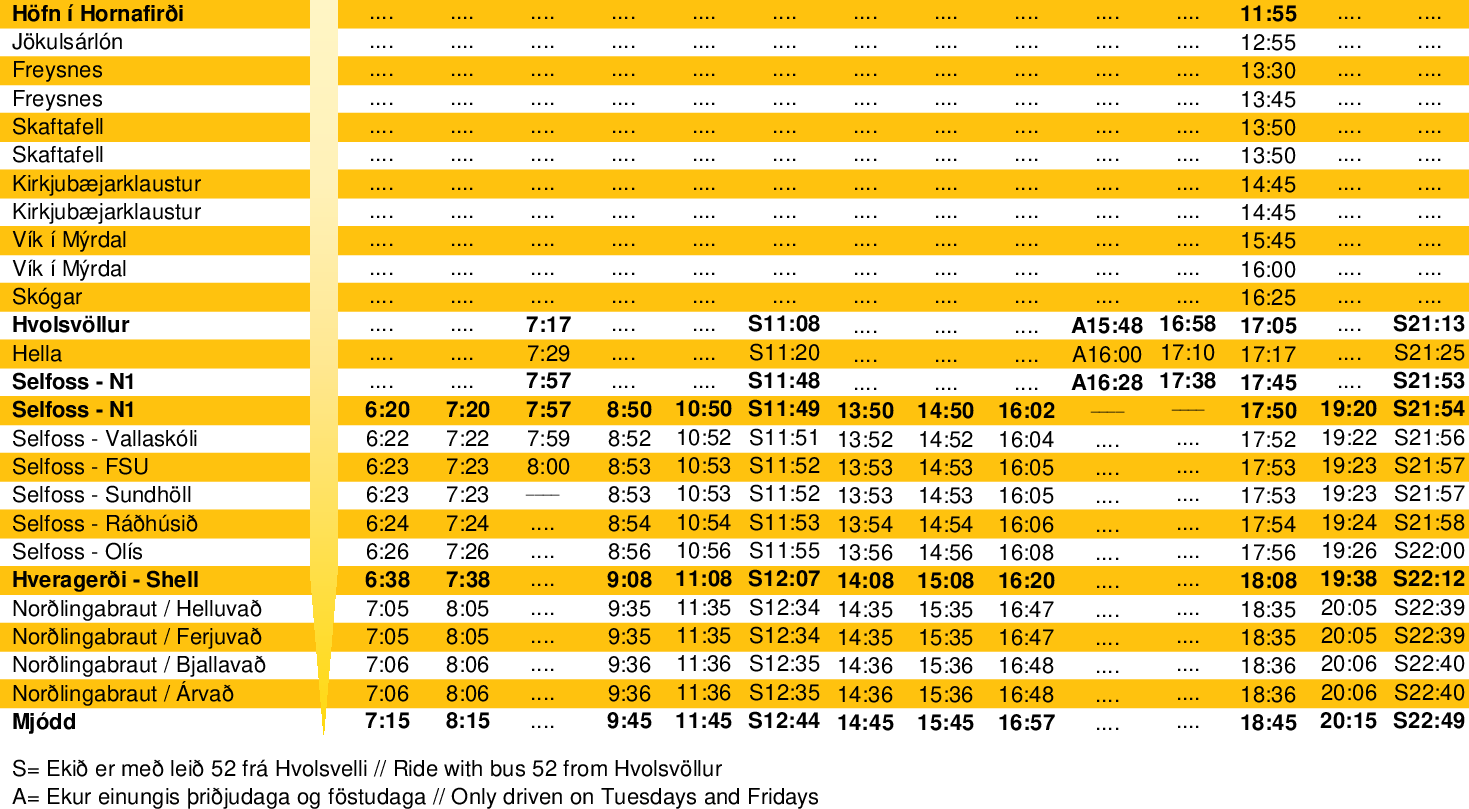 Höfn í Hornafirði .... .... .... .... .... .... .... .... .... .... .... 11:55 .... ....
Jökulsárlón .... .... .... .... .... .... .... .... .... .... .... 12:55 .... ....
Freysnes .... .... .... .... .... .... .... .... .... .... .... 13:30 .... ....
Freysnes .... .... .... .... .... .... .... .... .... .... .... 13:45 .... ....
Skaftafell .... .... .... .... .... .... .... .... .... .... .... 13:50 .... ....
Skaftafell .... .... .... .... .... .... .... .... .... .... .... 13:50 .... ....
Kirkjubæjarklaustur .... .... .... .... .... .... .... .... .... .... .... 14:45 .... ....
Kirkjubæjarklaustur .... .... .... .... .... .... .... .... .... .... .... 14:45 .... ....
Vík í Mýrdal .... .... .... .... .... .... .... .... .... .... .... 15:45 .... ....
Vík í Mýrdal .... .... .... .... .... .... .... .... .... .... .... 16:00 .... ....
Skógar .... .... .... .... .... .... .... .... .... .... .... 16:25 .... ....
Hvolsvöllur .... .... 7:17 .... .... S11:08 .... .... .... A15:48 16:58 17:05 .... S21:13
Hella .... .... 7:29 .... .... S11:20 .... .... .... A16:00 17:10 17:17 .... S21:25
Selfoss - N1 .... .... 7:57 .... .... S11:48 .... .... .... A16:28 17:38 17:45 .... S21:53
Selfoss - N1 6:20 7:20 7:57 8:50 10:50 S11:49 13:50 14:50 16:02 — — 17:50 19:20 S21:54
Selfoss - Vallaskóli 6:22 7:22 7:59 8:52 10:52 S11:51 13:52 14:52 16:04 .... .... 17:52 19:22 S21:56
Selfoss - FSU 6:23 7:23 8:00 8:53 10:53 S11:52 13:53 14:53 16:05 .... .... 17:53 19:23 S21:57
Selfoss - Sundhöll 6:23 7:23 — 8:53 10:53 S11:52 13:53 14:53 16:05 .... .... 17:53 19:23 S21:57
Selfoss - Ráðhúsið 6:24 7:24 .... 8:54 10:54 S11:53 13:54 14:54 16:06 .... .... 17:54 19:24 S21:58
Selfoss - Olís 6:26 7:26 .... 8:56 10:56 S11:55 13:56 14:56 16:08 .... .... 17:56 19:26 S22:00
Hveragerði - Shell 6:38 7:38 .... 9:08 11:08 S12:07 14:08 15:08 16:20 .... .... 18:08 19:38 S22:12
Norðlingabraut / Helluvað 7:05 8:05 .... 9:35 11:35 S12:34 14:35 15:35 16:47 .... .... 18:35 20:05 S22:39
Norðlingabraut / Ferjuvað 7:05 8:05 .... 9:35 11:35 S12:34 14:35 15:35 16:47 .... .... 18:35 20:05 S22:39
Norðlingabraut / Bjallavað 7:06 8:06 .... 9:36 11:36 S12:35 14:36 15:36 16:48 .... .... 18:36 20:06 S22:40
Norðlingabraut / Árvað 7:06 8:06 .... 9:36 11:36 S12:35 14:36 15:36 16:48 .... .... 18:36 20:06 S22:40
Mjódd 7:15 8:15 .... 9:45 11:45 S12:44 14:45 15:45 16:57 .... .... 18:45 20:15 S22:49
S= Ekið er með leið 52 frá Hvolsvelli // Ride with bus 52 from Hvolsvöllur
A= Ekur einungis þriðjudaga og föstudaga // Only driven on Tuesdays and Fridays